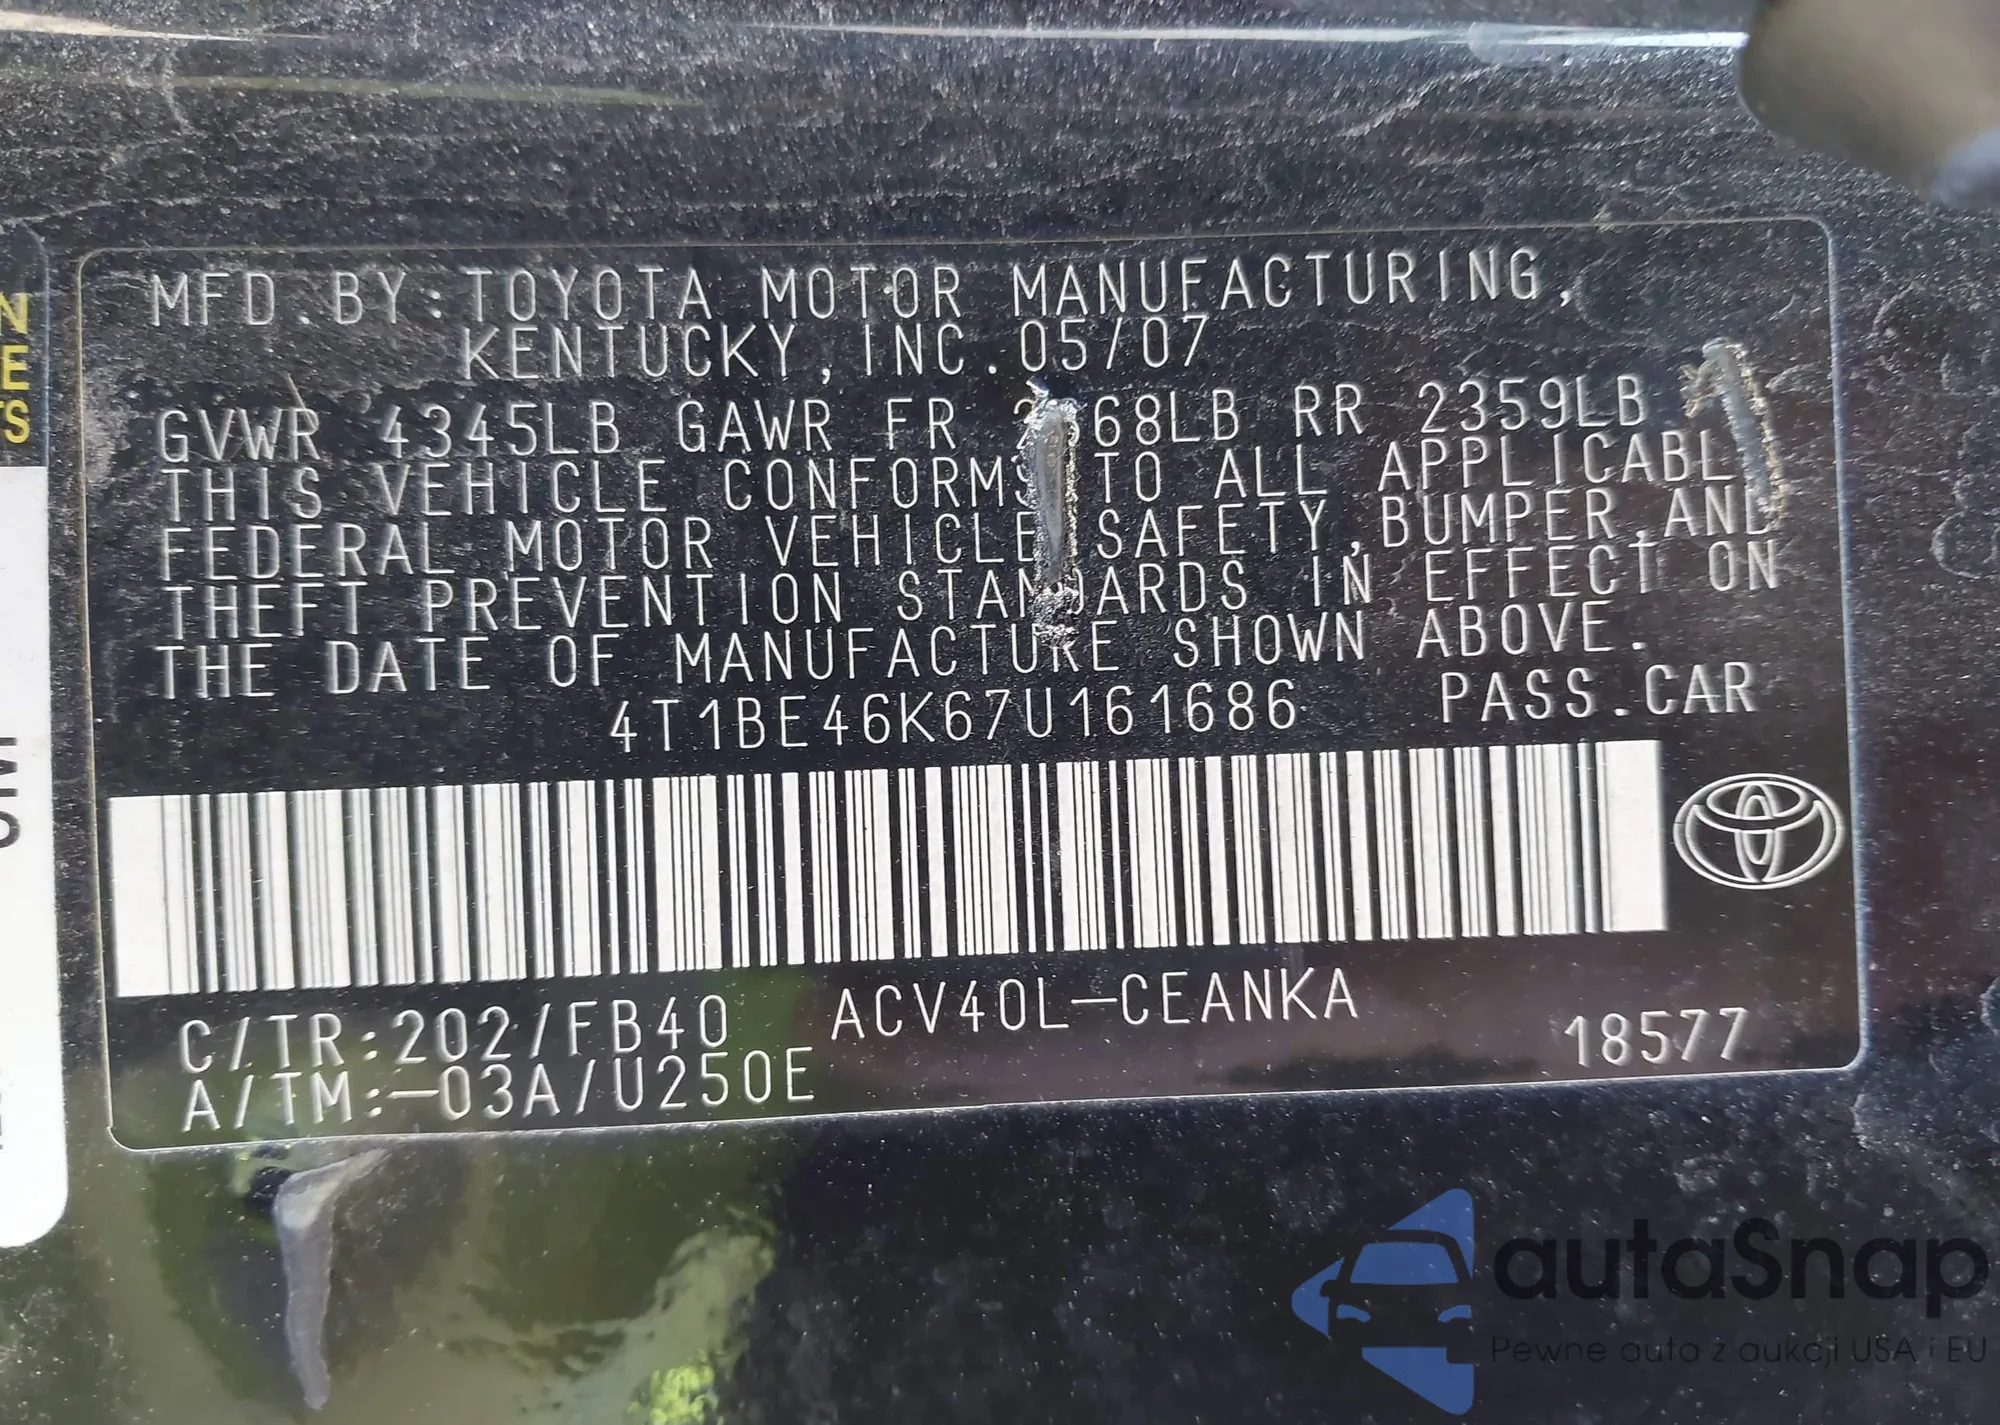 MFD.BY:TOYOTA MOTOR MANUFACTURING,
KENTUCKY, INC.05/07
GVWR 4345LB GAWR FR RR 2359LB
THIS VEHICLE CONFORMS TO ALL APPLICABLE
FEDERAL MOTOR VEHICLE SAFETY,BUMPER,AND
THEFT PREVENTION STANDARDS IN EFFECT ON
THE DATE OF MANUFACTURE SHOWN ABOVE.
4T1BE46K67U161686 PASS.CAR
C/TR:202/FB40 ACV40L-CEANKA
A/TM:-03A/U250E 18577
autaSnap
Pewne auta z aukcji USA i EU